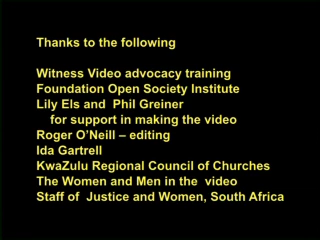 Thanks to the following
Witness Video advocacy training
Foundation Open Society Institute
Lily Els and Phil Greiner
for support in making the video
Roger O’Neill – editing
Ida Gartrell
KwaZulu Regional Council of Churches
The Women and Men in the video
Staff of Justice and Women, South Africa